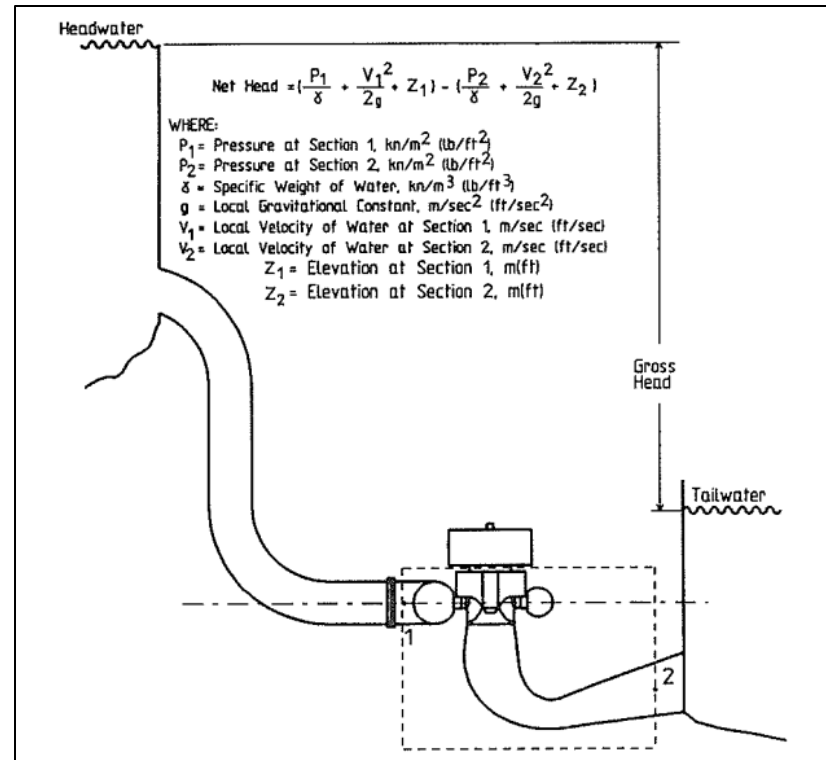 Headwater
Net Head =(P₁/γ + V₁²/2g + Z₁) - (P₂/γ + V₂²/2g + Z₂)
WHERE:
P₁= Pressure at Section 1, kn/m² (lb/ft²)
P₂= Pressure at Section 2, kn/m² (lb/ft²)
γ = Specific Weight of Water, kn/m³ (lb/ft³)
g = Local Gravitational Constant, m/sec² (ft/sec²)
V₁= Local Velocity of Water at Section 1, m/sec (ft/sec)
V₂= Local Velocity of Water at Section 2, m/sec (ft/sec)
Z₁= Elevation at Section 1, m(ft)
Z₂= Elevation at Section 2, m(ft)
Gross
Head
Tailwater
1
2